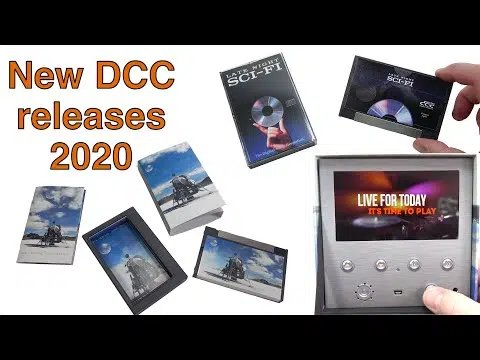 New DCC
releases
2020
LATE NIGHT
SCI-FI
LATE NIGHT
SCI-FI
dcc
LIVE FOR TODAY
IT'S TIME TO PLAY